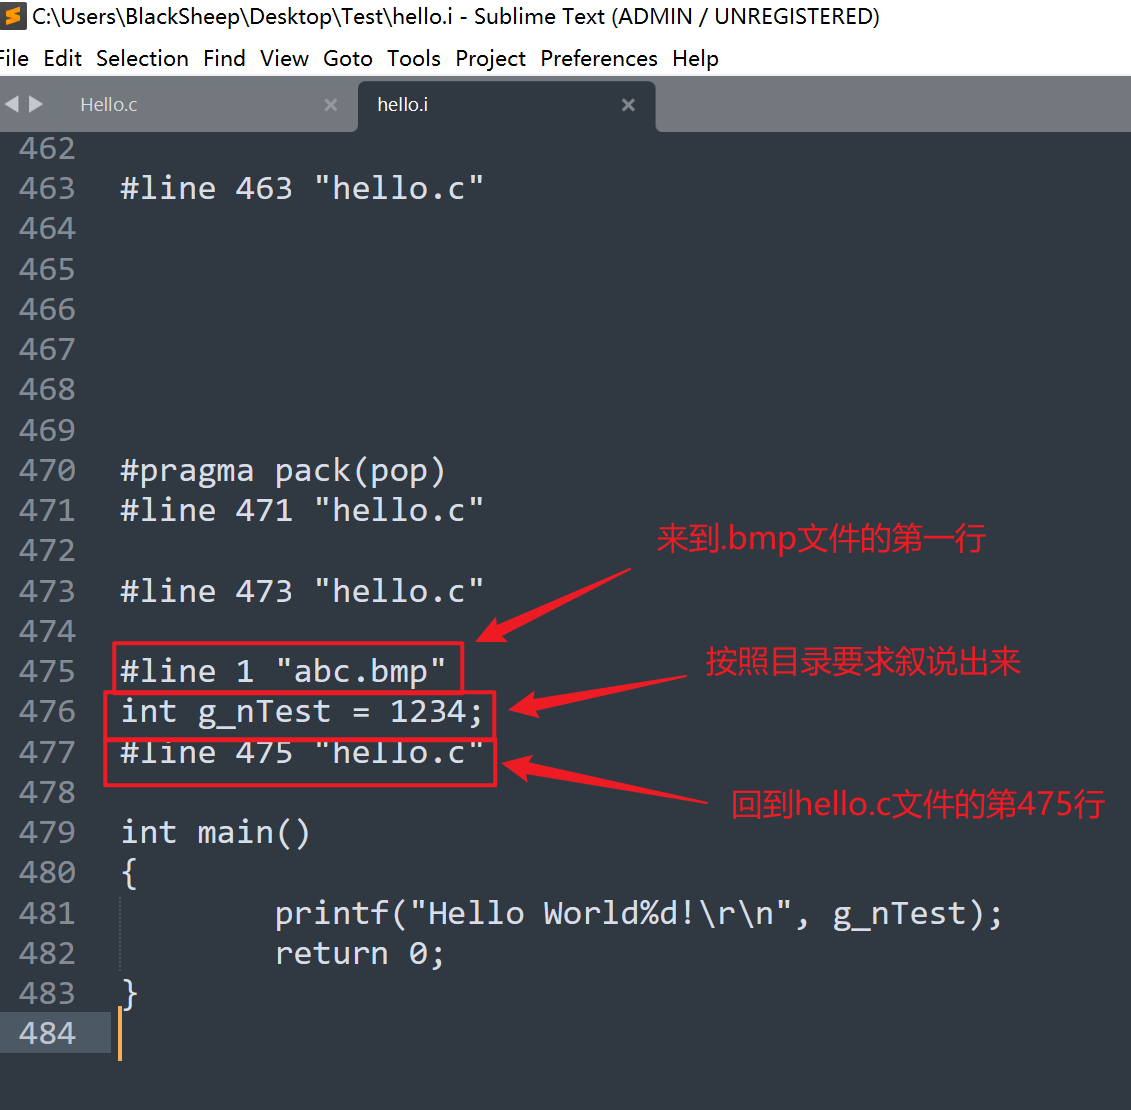 C:\Users\BlackSheep\Desktop\Test\hello.i - Sublime Text (ADMIN / UNREGISTERED)
File Edit Selection Find View Goto Tools Project Preferences Help
Hello.c hello.i
462
463 #line 463 "hello.c"
464
465
466
467
468
469
470 #pragma pack(pop)
471 #line 471 "hello.c"
来到.bmp文件的第一行
472
473 #line 473 "hello.c"
474
475 #line 1 "abc.bmp"
按照目录要求叙说出来
476 int g_nTest = 1234;
477 #line 475 "hello.c"
478
回到hello.c文件的第475行
479 int main()
480 {
481 printf("Hello World%d!\r\n", g_nTest);
482 return 0;
483 }
484